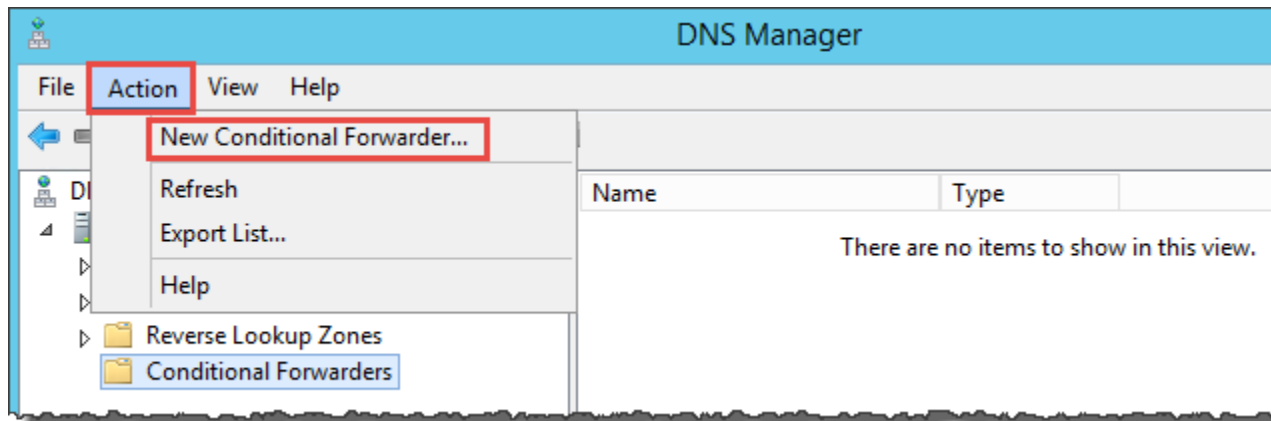 DNS Manager
File Action View Help
New Conditional Forwarder...
Refresh
Export List...
Help
Name Type
There are no items to show in this view.
Reverse Lookup Zones
Conditional Forwarders